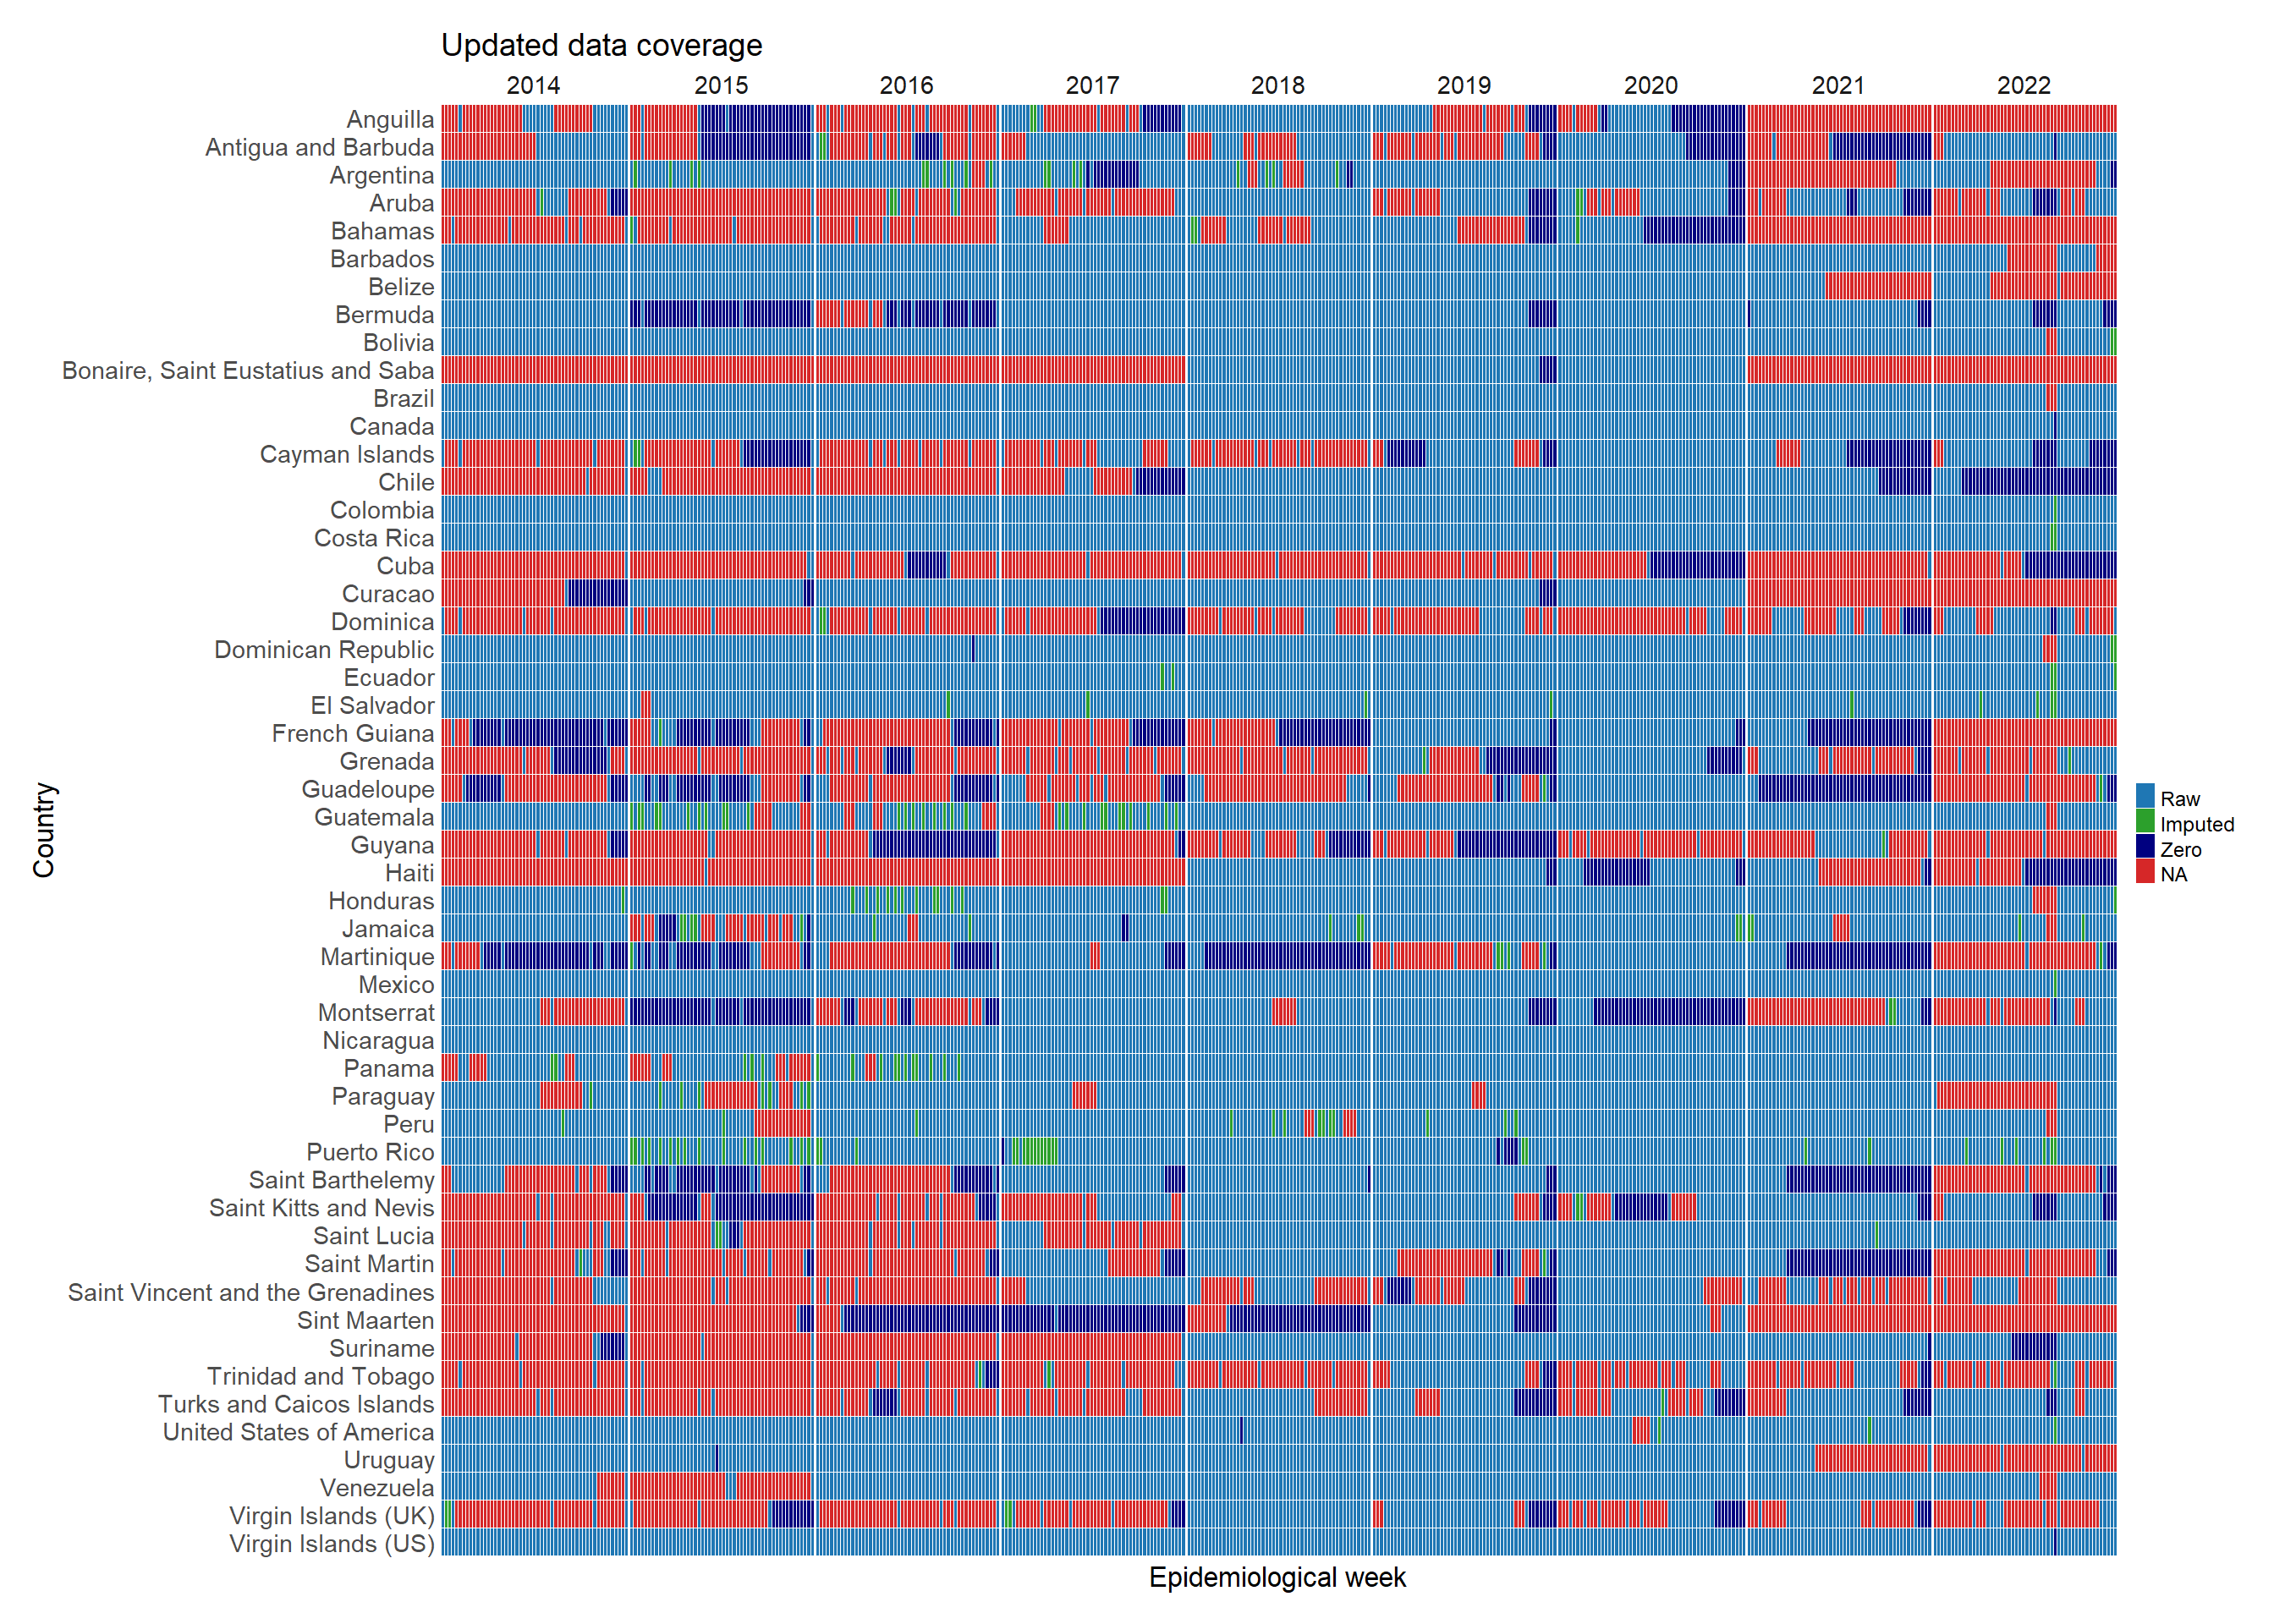 Updated data coverage
2014 2015 2016 2017 2018 2019 2020 2021 2022
Anguilla
Antigua and Barbuda
Argentina
Aruba
Bahamas
Barbados
Belize
Bermuda
Bolivia
Bonaire, Saint Eustatius and Saba
Brazil
Canada
Cayman Islands
Chile
Colombia
Costa Rica
Cuba
Curacao
Dominica
Dominican Republic
Ecuador
El Salvador
French Guiana
Grenada
Guadeloupe
Guatemala
Guyana
Haiti
Honduras
Jamaica
Martinique
Mexico
Montserrat
Nicaragua
Panama
Paraguay
Peru
Puerto Rico
Saint Barthelemy
Saint Kitts and Nevis
Saint Lucia
Saint Martin
Saint Vincent and the Grenadines
Sint Maarten
Suriname
Trinidad and Tobago
Turks and Caicos Islands
United States of America
Uruguay
Venezuela
Virgin Islands (UK)
Virgin Islands (US)
Country
Epidemiological week
Raw
Imputed
Zero
NA